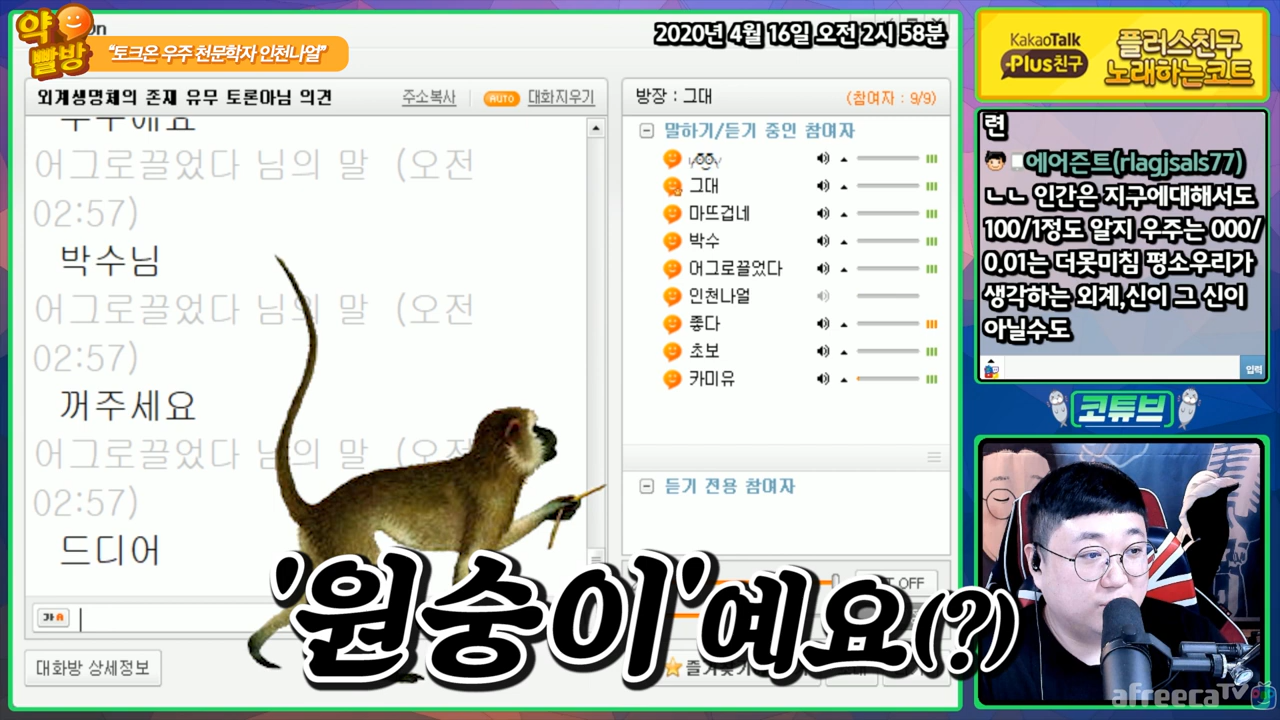 약빨방
on
"토크온 우주 천문학자 인천나얼"
2020년 4월 16일 오전 2시 58분
외계생명체의 존재 유무 토론아님 의견
주소복사
AUTO
대화지우기
우주에요
어그로끌었다 님의 말 (오전
02:57)
박수님
어그로끌었다 님의 말 (오전
02:57)
꺼주세요
어그로끌었다 님의 말 (오전
02:57)
드디어
가A
대화방 상세정보
방장 : 그대
(참여자 : 9/9)
말하기/듣기 중인 참여자
그대
마뜨겁네
박수
어그로끌었다
인천나얼
좋다
초보
카미유
듣기 전용 참여자
OFF
'원숭이'예요(?)
KakaoTalk
Plus친구
플러스친구
노래하는코트
련
에어즌트(rlagjsals77)
ㄴㄴ 인간은 지구에대해서도
100/1정도 알지 우주는 000/
0.01는 더못미침 평소우리가
생각하는 외계,신이 그 신이
아닐수도
입력
코튜브
afreecaTV